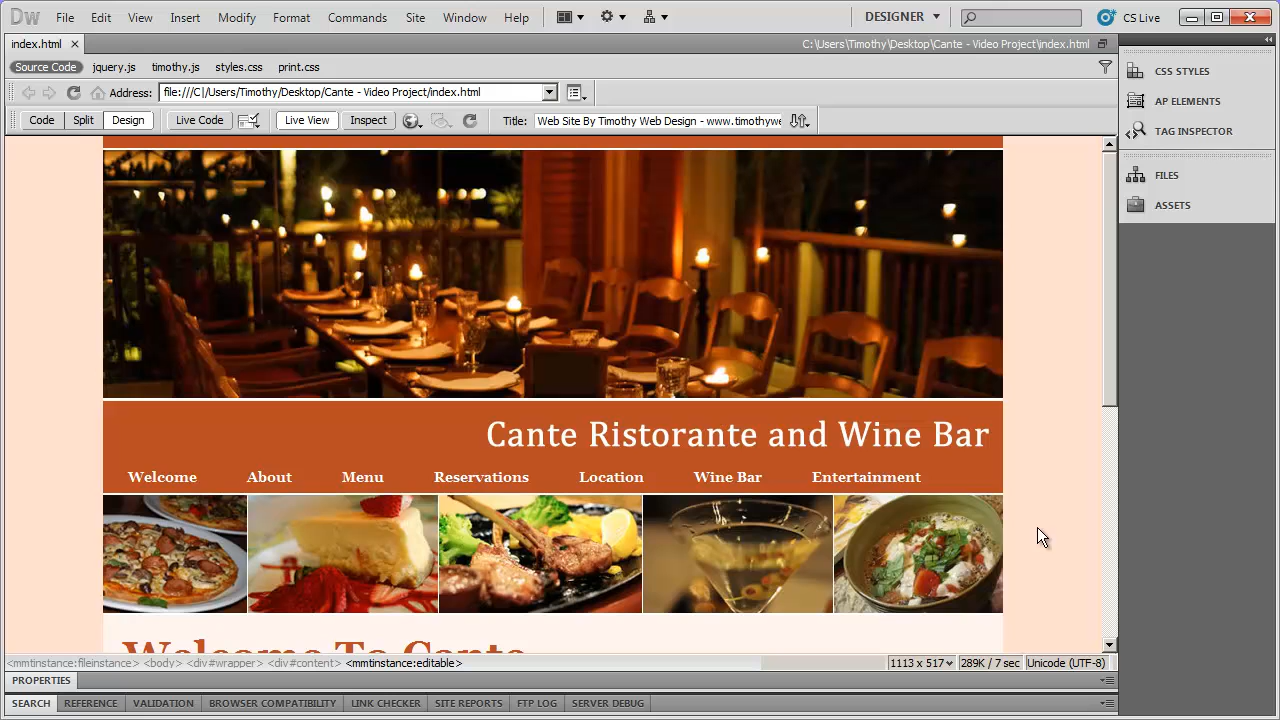 Dw File Edit View Insert Modify Format Commands Site Window Help DESIGNER CS Live
index.html C:\Users\Timothy\Desktop\Cante - Video Project\index.html
Source Code jquery.js timothy.js styles.css print.css
Address: file:///C|/Users/Timothy/Desktop/Cante - Video Project/index.html
Code Split Design Live Code Live View Inspect Title: Web Site By Timothy Web Design - www.timothywe
CSS STYLES
AP ELEMENTS
TAG INSPECTOR
FILES
ASSETS
Cante Ristorante and Wine Bar
Welcome About Menu Reservations Location Wine Bar Entertainment
Welcome To Cante
<mmtinstance:fileinstance> <body> <div#wrapper> <div#content> <mmtinstance:editable> 1113 x 517 289K / 7 sec Unicode (UTF-8)
PROPERTIES
SEARCH REFERENCE VALIDATION BROWSER COMPATIBILITY LINK CHECKER SITE REPORTS FTP LOG SERVER DEBUG